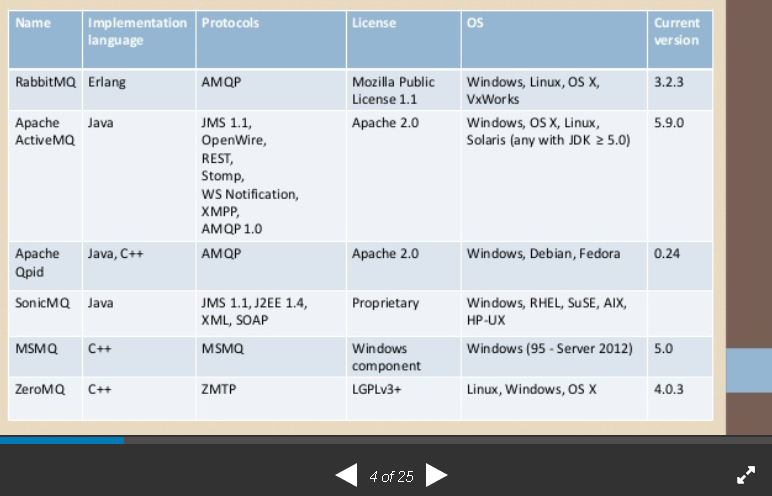 Name Implementation language Protocols License OS Current version
RabbitMQ Erlang AMQP Mozilla Public License 1.1 Windows, Linux, OS X, VxWorks 3.2.3
Apache ActiveMQ Java JMS 1.1, OpenWire, REST, Stomp, WS Notification, XMPP, AMQP 1.0 Apache 2.0 Windows, OS X, Linux, Solaris (any with JDK ≥ 5.0) 5.9.0
Apache Qpid Java, C++ AMQP Apache 2.0 Windows, Debian, Fedora 0.24
SonicMQ Java JMS 1.1, J2EE 1.4, XML, SOAP Proprietary Windows, RHEL, SuSE, AIX, HP-UX
MSMQ C++ MSMQ Windows component Windows (95 - Server 2012) 5.0
ZeroMQ C++ ZMTP LGPLv3+ Linux, Windows, OS X 4.0.3
4 of 25